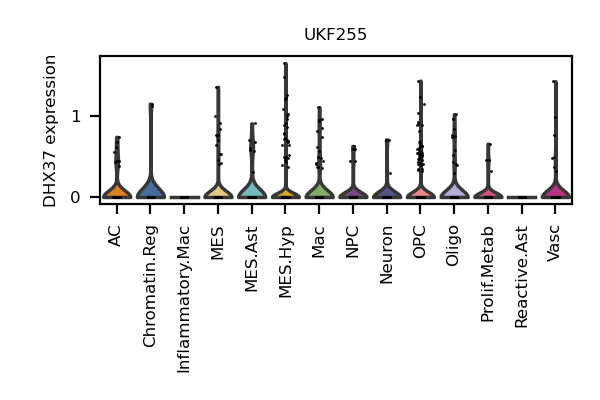 UKF255
DHX37 expression
1
0
AC
Chromatin.Reg
Inflammatory.Mac
MES
MES.Ast
MES.Hyp
Mac
NPC
Neuron
OPC
Oligo
Prolif.Metab
Reactive.Ast
Vasc